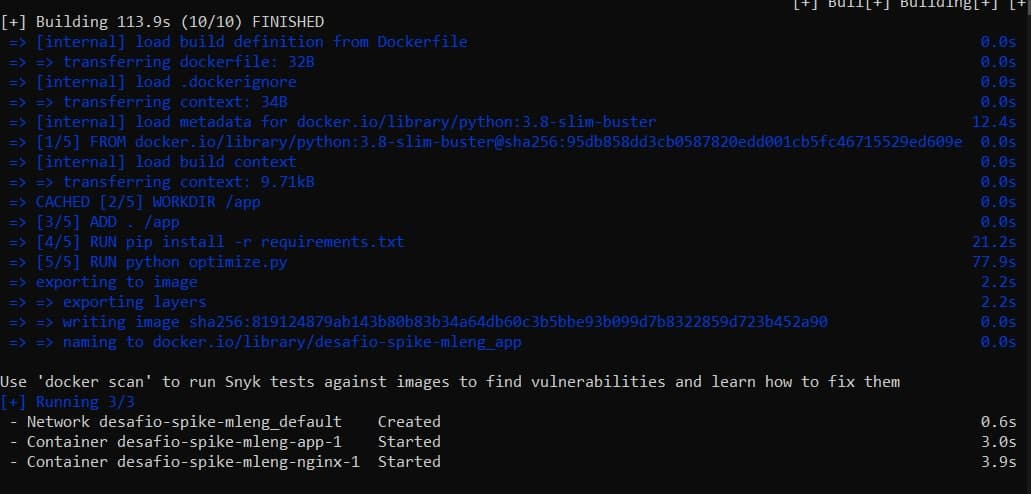 [+] Buil[+] Building[+] [+
[+] Building 113.9s (10/10) FINISHED
=> [internal] load build definition from Dockerfile 0.0s
=> => transferring dockerfile: 32B 0.0s
=> [internal] load .dockerignore 0.0s
=> => transferring context: 34B 0.0s
=> [internal] load metadata for docker.io/library/python:3.8-slim-buster 12.4s
=> [1/5] FROM docker.io/library/python:3.8-slim-buster@sha256:95db858dd3cb0587820edd001cb5fc46715529ed609e 0.0s
=> [internal] load build context 0.0s
=> => transferring context: 9.71kB 0.0s
=> CACHED [2/5] WORKDIR /app 0.0s
=> [3/5] ADD . /app 0.0s
=> [4/5] RUN pip install -r requirements.txt 21.2s
=> [5/5] RUN python optimize.py 77.9s
=> exporting to image 2.2s
=> => exporting layers 2.2s
=> => writing image sha256:819124879ab143b80b83b34a64db60c3b5bbe93b099d7b8322859d723b452a90 0.0s
=> => naming to docker.io/library/desafio-spike-mleng_app 0.0s
Use 'docker scan' to run Snyk tests against images to find vulnerabilities and learn how to fix them
[+] Running 3/3
- Network desafio-spike-mleng_default Created 0.6s
- Container desafio-spike-mleng-app-1 Started 3.0s
- Container desafio-spike-mleng-nginx-1 Started 3.9s